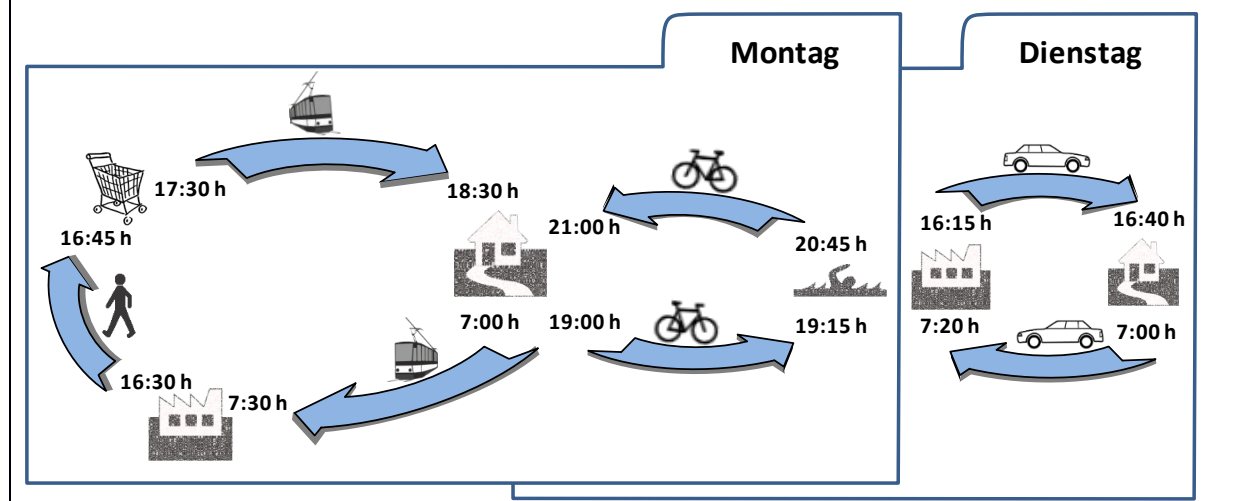 Montag
Dienstag
17:30 h
18:30 h
16:45 h
21:00 h
20:45 h
16:15 h
16:40 h
7:00 h
19:00 h
19:15 h
7:20 h
7:00 h
16:30 h
7:30 h